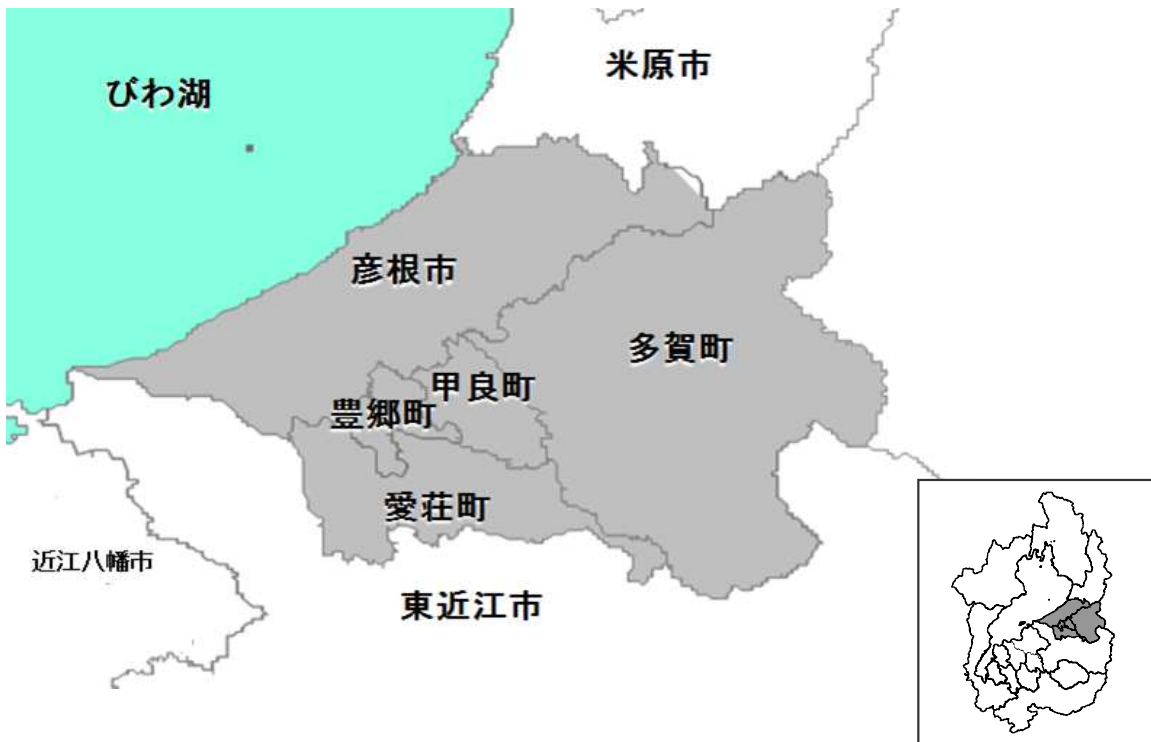 米原市
びわ湖
彦根市
多賀町
甲良町
豊郷町
愛荘町
近江八幡市
東近江市